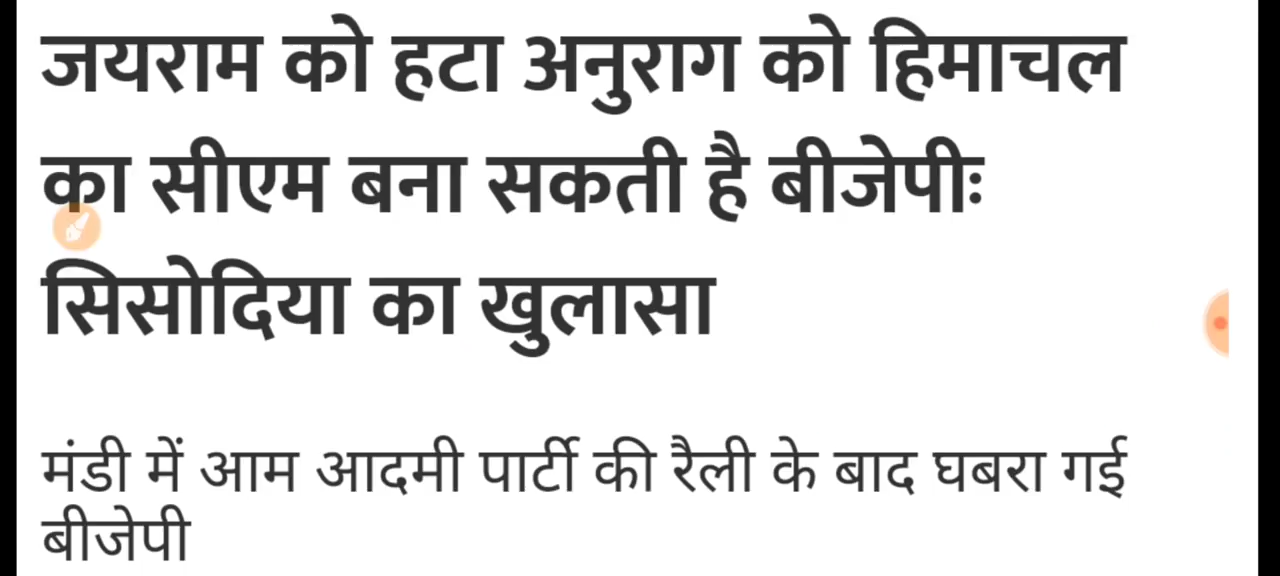 जयराम को हटा अनुराग को हिमाचल
का सीएम बना सकती है बीजेपीः
सिसोदिया का खुलासा
मंडी में आम आदमी पार्टी की रैली के बाद घबरा गई
बीजेपी